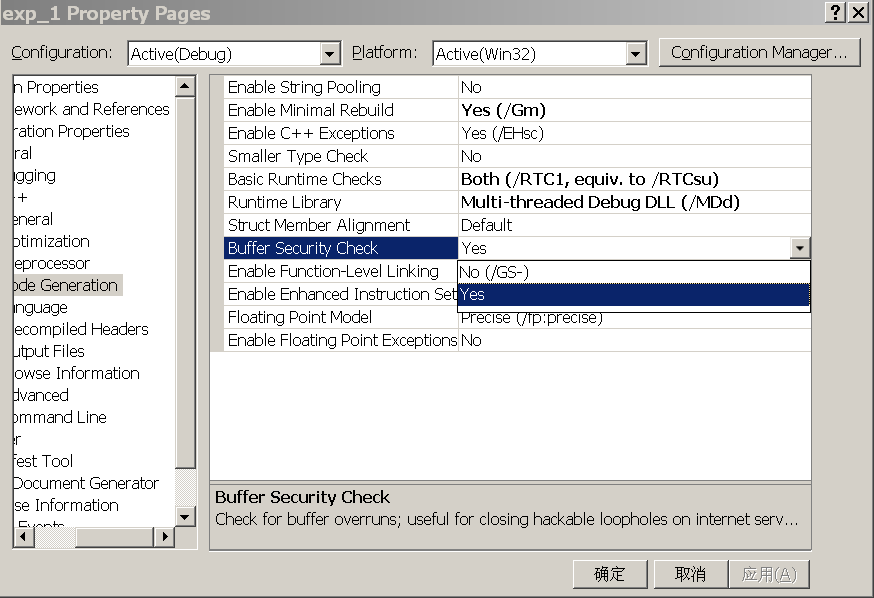 exp_1 Property Pages
Configuration: Active(Debug) Platform: Active(Win32) Configuration Manager...
n Properties
ework and References
ration Properties
ral
gging
++
eneral
ptimization
eprocessor
ode Generation
anguage
ecompiled Headers
utput Files
owse Information
dvanced
ommand Line
er
fest Tool
Document Generator
se Information
Events
Enable String Pooling No
Enable Minimal Rebuild Yes (/Gm)
Enable C++ Exceptions Yes (/EHsc)
Smaller Type Check No
Basic Runtime Checks Both (/RTC1, equiv. to /RTCsu)
Runtime Library Multi-threaded Debug DLL (/MDd)
Struct Member Alignment Default
Buffer Security Check Yes
Enable Function-Level Linking No (/GS-)
Enable Enhanced Instruction Set Yes
Floating Point Model Precise (/fp:precise)
Enable Floating Point Exceptions No
Buffer Security Check
Check for buffer overruns; useful for closing hackable loopholes on internet serv...
确定 取消 应用(A)